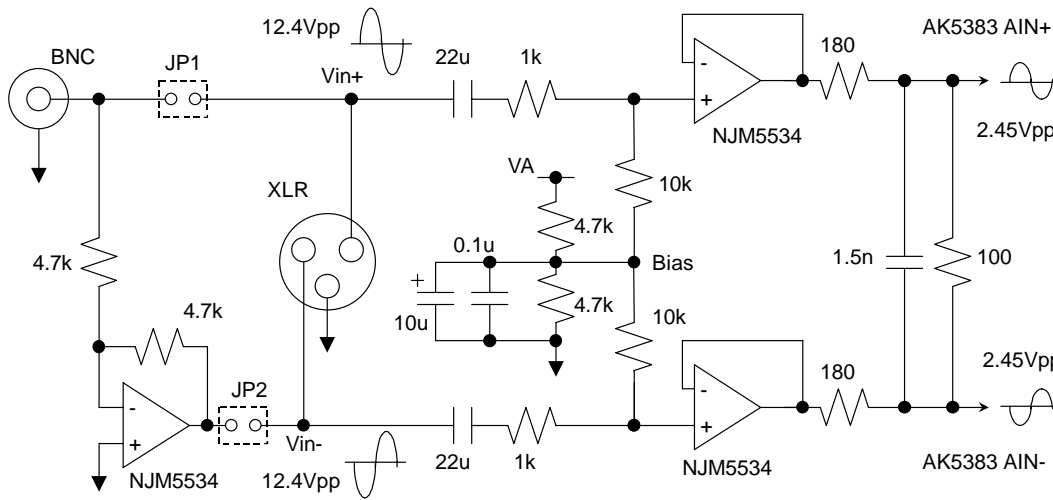 12.4Vpp
BNC
JP1
Vin+
22u
1k
180
AK5383 AIN+
-
+
NJM5534
2.45Vpp
VA
10k
XLR
4.7k
4.7k
0.1u
Bias
1.5n
100
+
10u
4.7k
10k
4.7k
JP2
-
+
180
2.45Vpp
-
+
Vin-
22u
1k
NJM5534
NJM5534
12.4Vpp
AK5383 AIN-